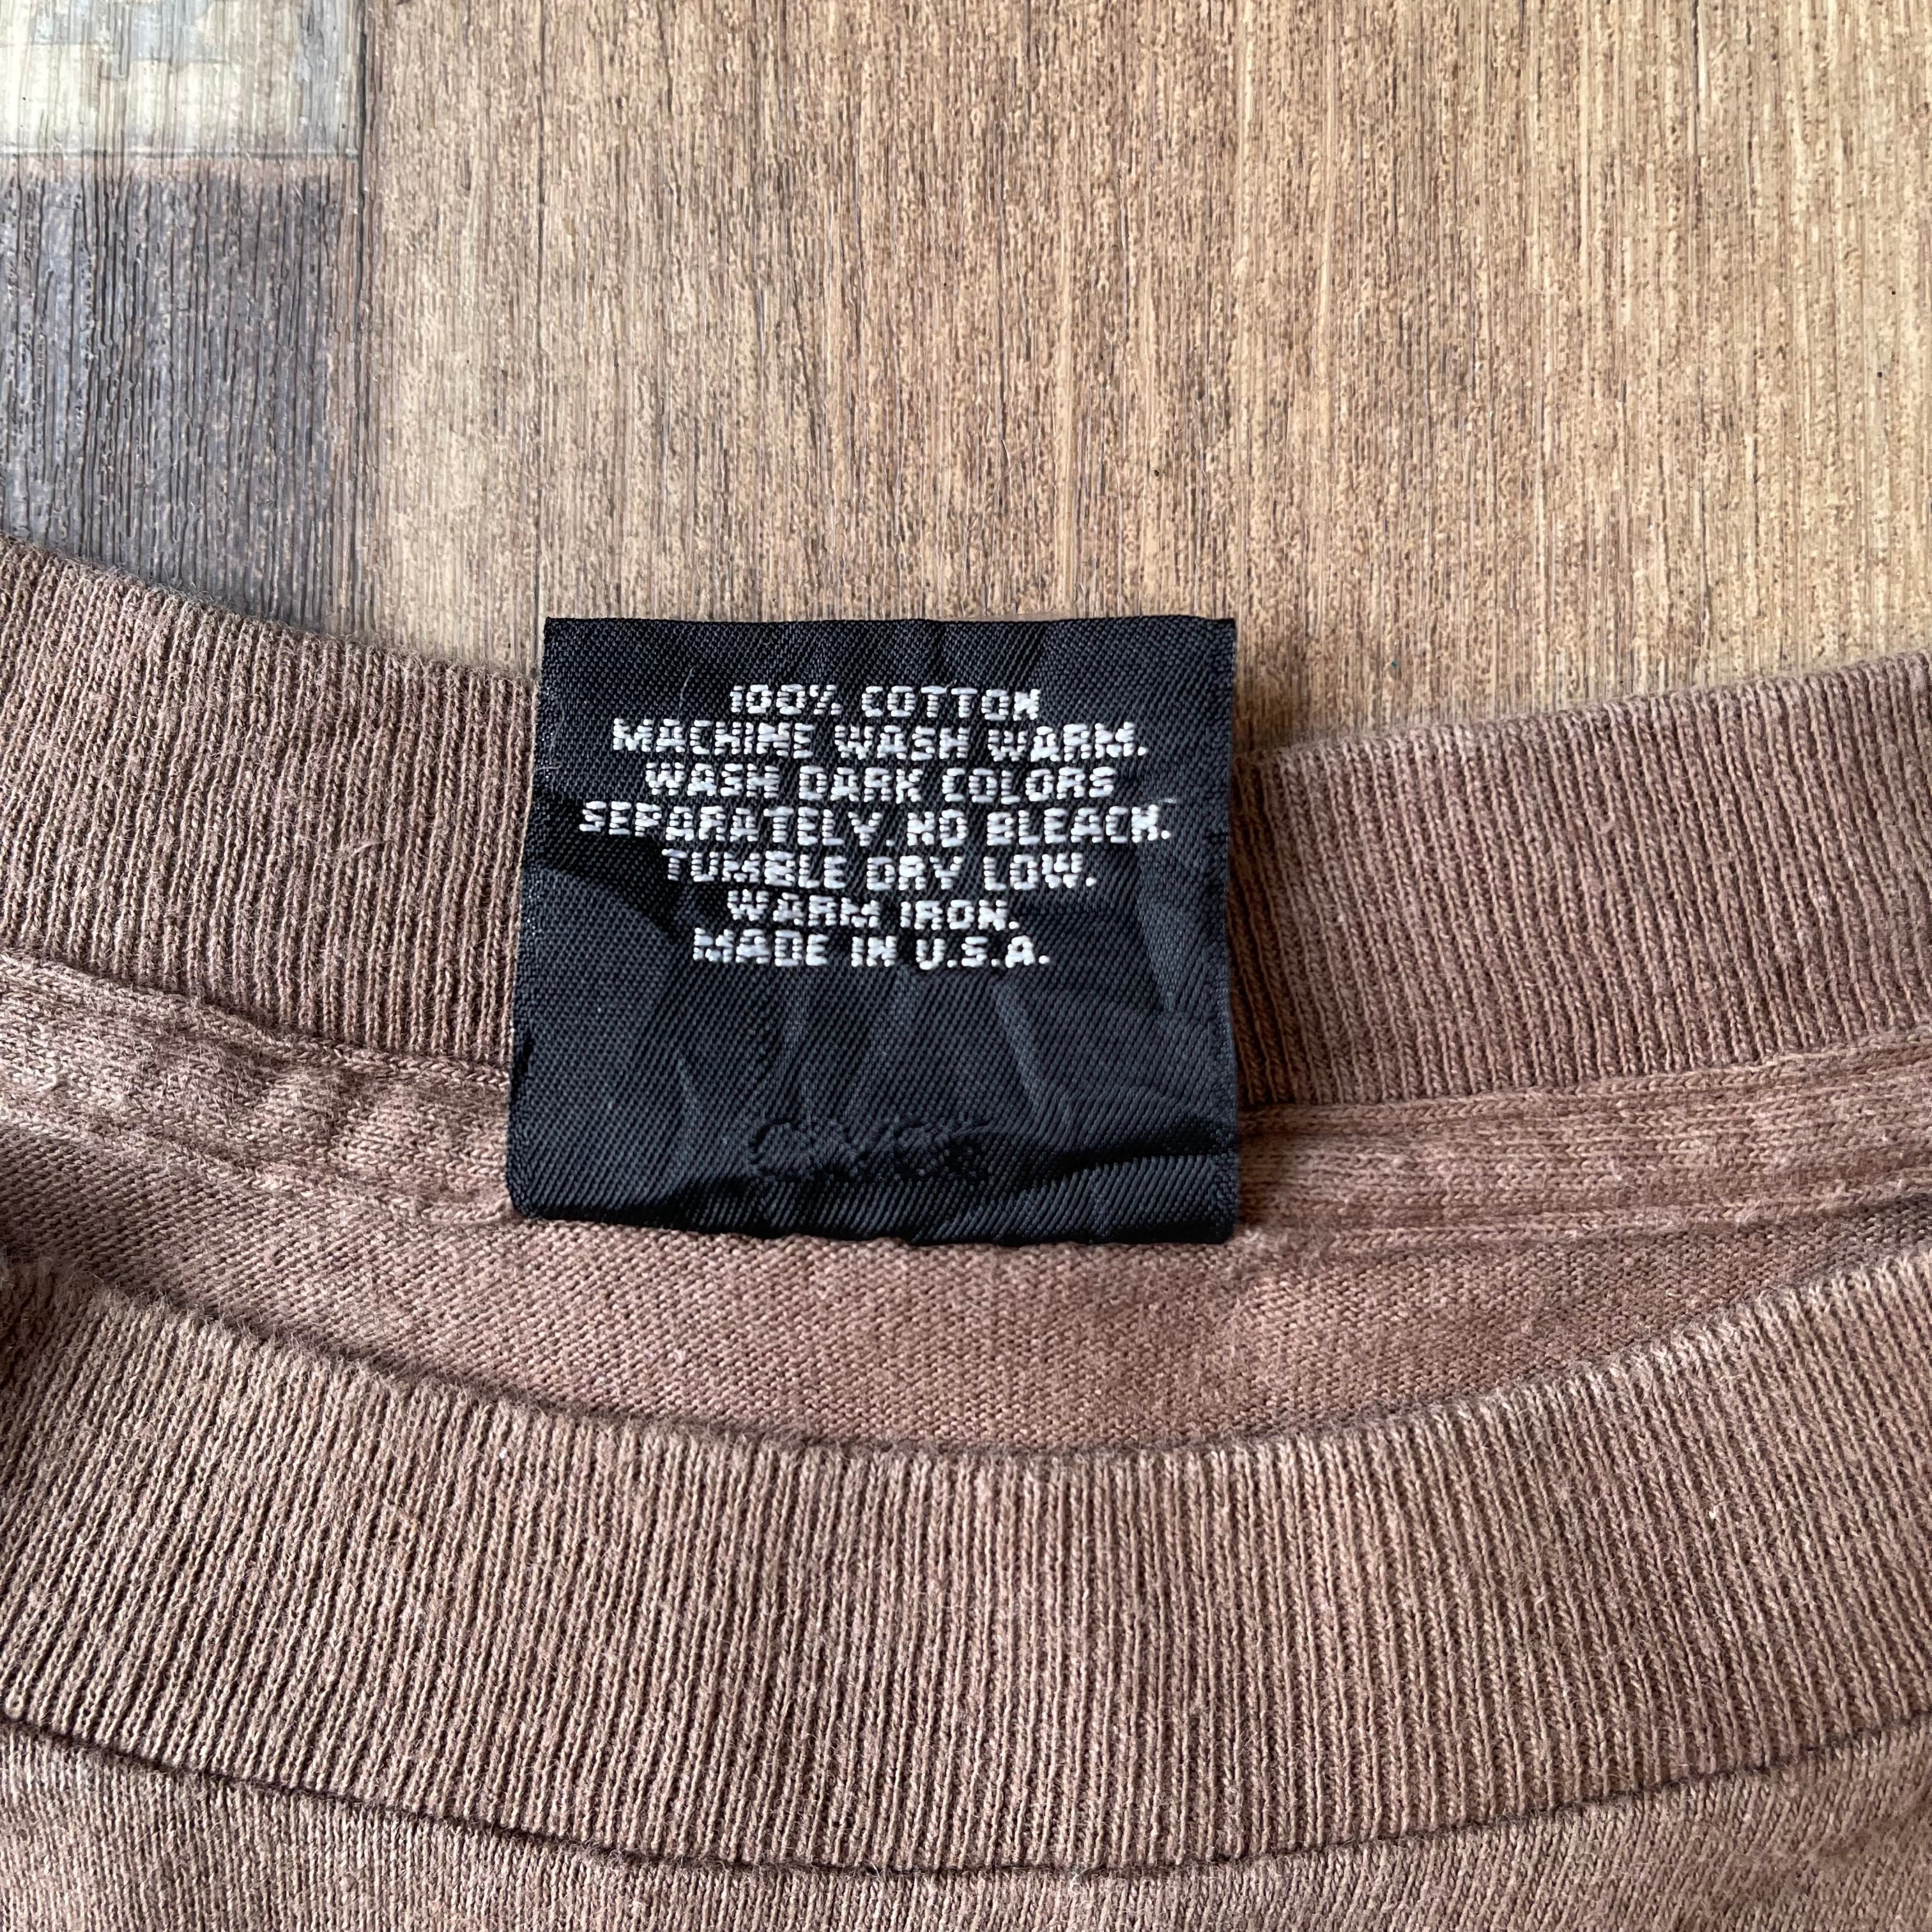 100% COTTON
MACHINE WASH WARM.
WASH DARK COLORS
SEPARATELY. NO BLEACH.
TUMBLE DRY LOW.
WARM IRON.
MADE IN U.S.A.